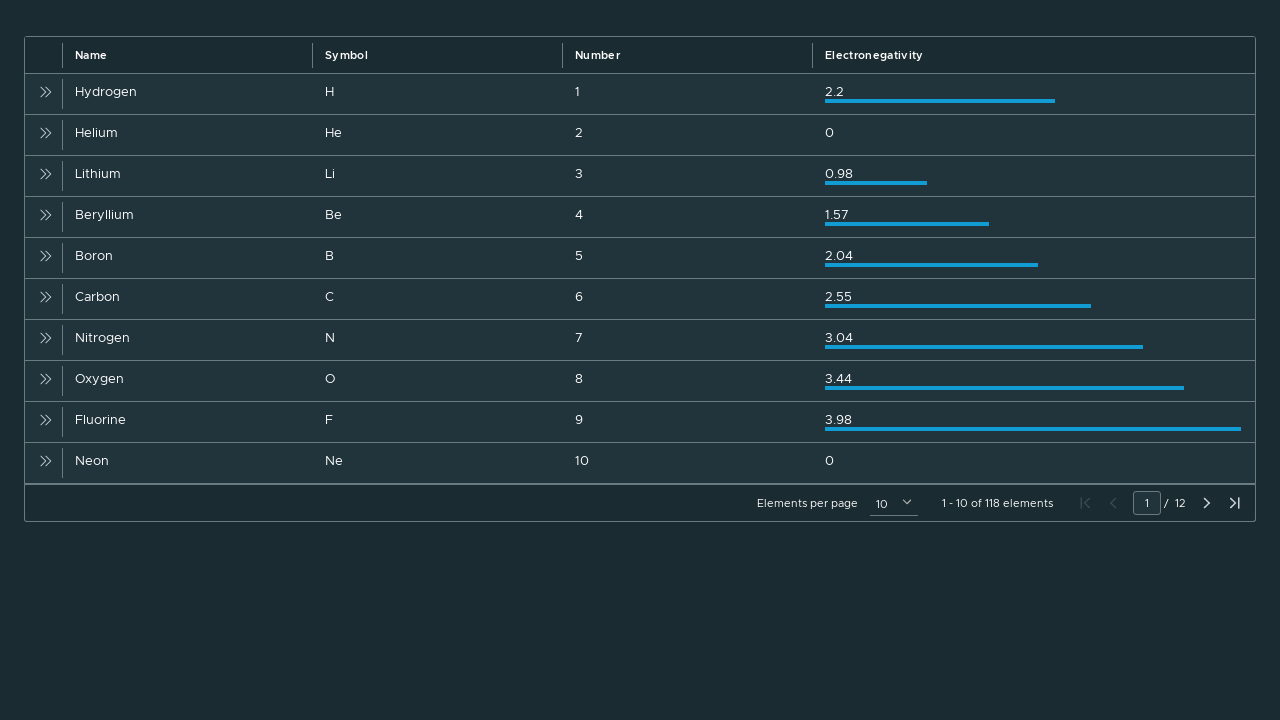 Name Symbol Number Electronegativity
Hydrogen H 1 2.2
Helium He 2 0
Lithium Li 3 0.98
Beryllium Be 4 1.57
Boron B 5 2.04
Carbon C 6 2.55
Nitrogen N 7 3.04
Oxygen O 8 3.44
Fluorine F 9 3.98
Neon Ne 10 0
Elements per page 10 1 - 10 of 118 elements 1 / 12